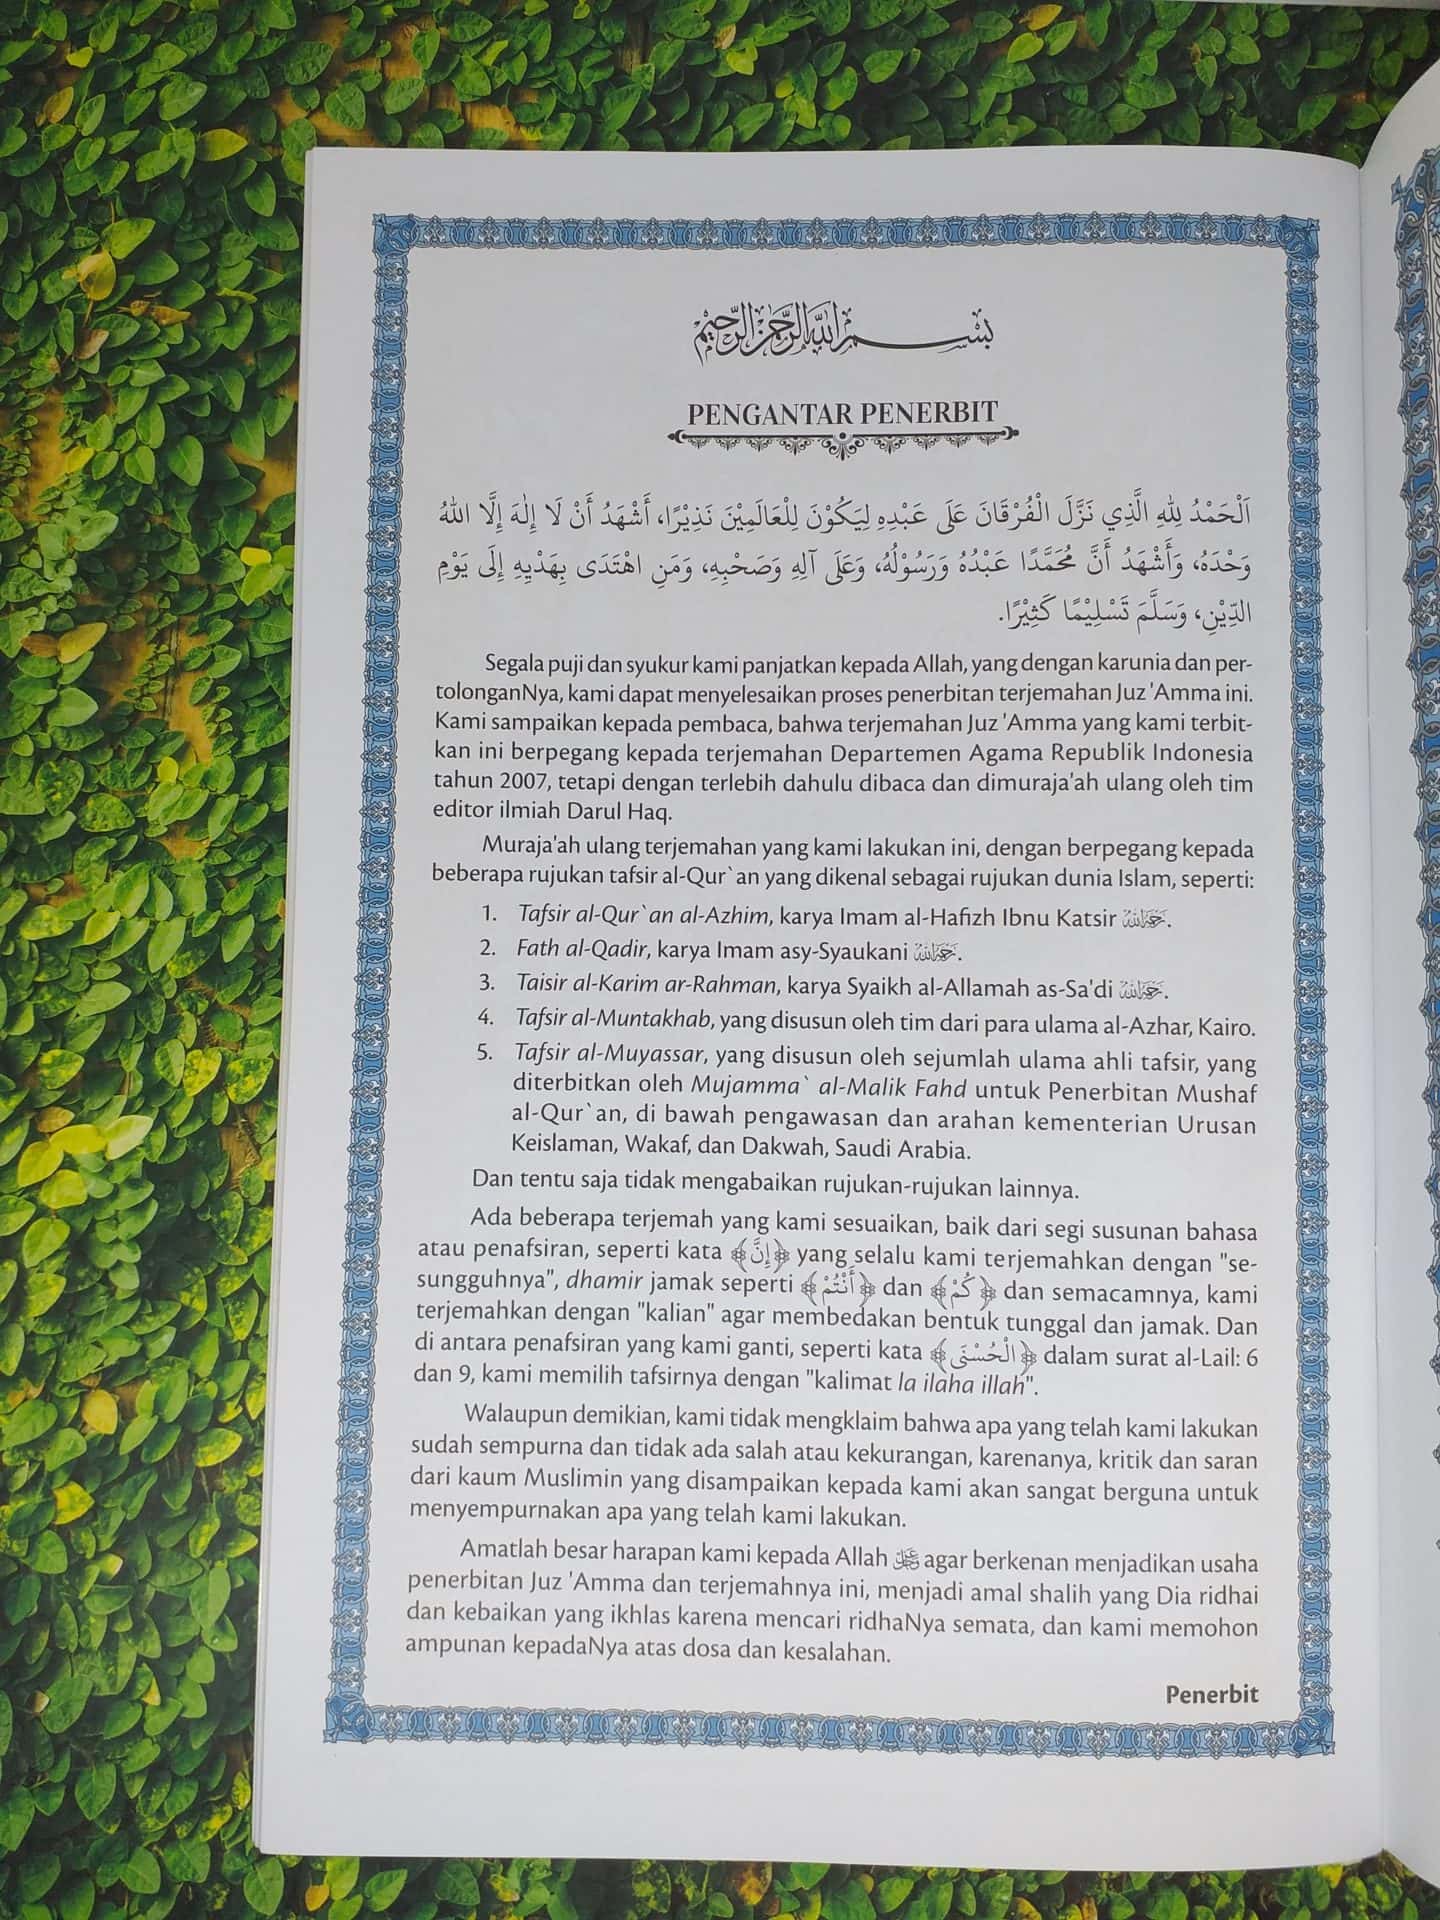 بسم الله الرحمن الرحيم
PENGANTAR PENERBIT
اَلْحَمْدُ لِلّٰهِ الَّذِي نَزَّلَ الْفُرْقَانَ عَلَى عَبْدِهِ لِيَكُوْنَ لِلْعَالَمِيْنَ نَذِيْرًا، أَشْهَدُ أَنْ لَا إِلٰهَ إِلَّا اللهُ
وَحْدَهُ، وَأَشْهَدُ أَنَّ مُحَمَّدًا عَبْدُهُ وَرَسُوْلُهُ، وَعَلَى آلِهِ وَصَحْبِهِ، وَمَنِ اهْتَدَى بِهَدْيِهِ إِلَى يَوْمِ
الدِّيْنِ، وَسَلَّمَ تَسْلِيْمًا كَثِيْرًا.
Segala puji dan syukur kami panjatkan kepada Allah, yang dengan karunia dan per-
tolonganNya, kami dapat menyelesaikan proses penerbitan terjemahan Juz 'Amma ini.
Kami sampaikan kepada pembaca, bahwa terjemahan Juz 'Amma yang kami terbit-
kan ini berpegang kepada terjemahan Departemen Agama Republik Indonesia
tahun 2007, tetapi dengan terlebih dahulu dibaca dan dimuraja'ah ulang oleh tim
editor ilmiah Darul Haq.
Muraja'ah ulang terjemahan yang kami lakukan ini, dengan berpegang kepada
beberapa rujukan tafsir al-Qur`an yang dikenal sebagai rujukan dunia Islam, seperti:
1. Tafsir al-Qur`an al-Azhim, karya Imam al-Hafizh Ibnu Katsir رحمه الله.
2. Fath al-Qadir, karya Imam asy-Syaukani رحمه الله.
3. Taisir al-Karim ar-Rahman, karya Syaikh al-Allamah as-Sa'di رحمه الله.
4. Tafsir al-Muntakhab, yang disusun oleh tim dari para ulama al-Azhar, Kairo.
5. Tafsir al-Muyassar, yang disusun oleh sejumlah ulama ahli tafsir, yang
diterbitkan oleh Mujamma` al-Malik Fahd untuk Penerbitan Mushaf
al-Qur`an, di bawah pengawasan dan arahan kementerian Urusan
Keislaman, Wakaf, dan Dakwah, Saudi Arabia.
Dan tentu saja tidak mengabaikan rujukan-rujukan lainnya.
Ada beberapa terjemah yang kami sesuaikan, baik dari segi susunan bahasa
atau penafsiran, seperti kata ﴿إِنَّ﴾ yang selalu kami terjemahkan dengan "se-
sungguhnya", dhamir jamak seperti ﴿أَنْتُمْ﴾ dan ﴿كُمْ﴾ dan semacamnya, kami
terjemahkan dengan "kalian" agar membedakan bentuk tunggal dan jamak. Dan
di antara penafsiran yang kami ganti, seperti kata ﴿الْحُسْنَى﴾ dalam surat al-Lail: 6
dan 9, kami memilih tafsirnya dengan "kalimat la ilaha illah".
Walaupun demikian, kami tidak mengklaim bahwa apa yang telah kami lakukan
sudah sempurna dan tidak ada salah atau kekurangan, karenanya, kritik dan saran
dari kaum Muslimin yang disampaikan kepada kami akan sangat berguna untuk
menyempurnakan apa yang telah kami lakukan.
Amatlah besar harapan kami kepada Allah عز وجل agar berkenan menjadikan usaha
penerbitan Juz 'Amma dan terjemahnya ini, menjadi amal shalih yang Dia ridhai
dan kebaikan yang ikhlas karena mencari ridhaNya semata, dan kami memohon
ampunan kepadaNya atas dosa dan kesalahan.
Penerbit